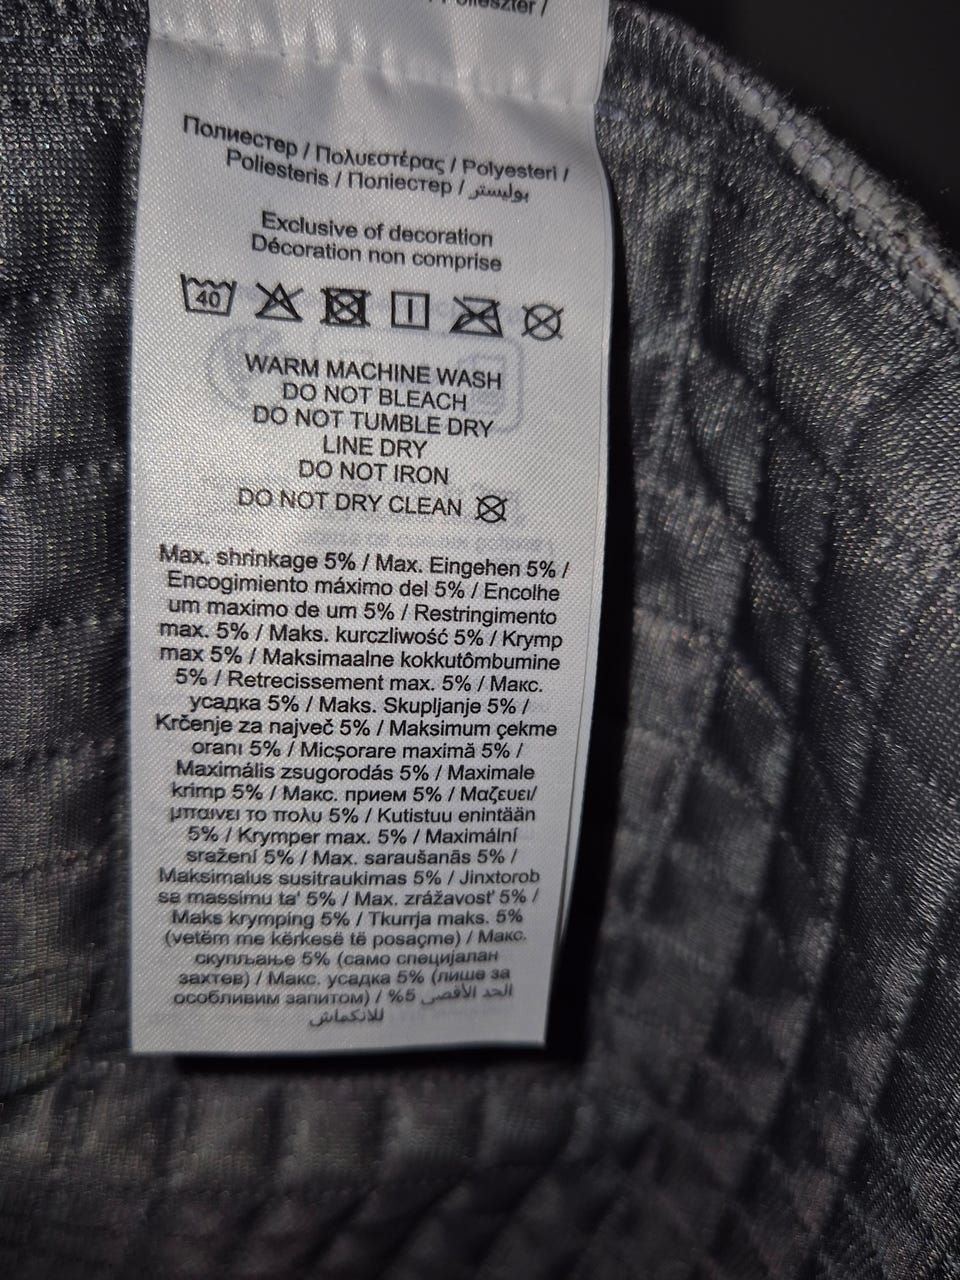 Полиестер / Πολυεστέρας / Polyesteri /
Poliesteris / Поліестер / بوليستر
Exclusive of decoration
Décoration non comprise
40
WARM MACHINE WASH
DO NOT BLEACH
DO NOT TUMBLE DRY
LINE DRY
DO NOT IRON
DO NOT DRY CLEAN
Max. shrinkage 5% / Max. Eingehen 5% /
Encogimiento máximo del 5% / Encolhe
um maximo de um 5% / Restringimento
max. 5% / Maks. kurczliwość 5% / Krymp
max 5% / Maksimaalne kokkutômbumine
5% / Retrecissement max. 5% / Макс.
усадка 5% / Maks. Skupljanje 5% /
Krčenje za največ 5% / Maksimum çekme
oranı 5% / Micșorare maximă 5% /
Maximális zsugorodás 5% / Maximale
krimp 5% / Макс. прием 5% / Μαζευει/
μπαινει το πολυ 5% / Kutistuu enintään
5% / Krymper max. 5% / Maximální
sražení 5% / Max. saraušanās 5% /
Maksimalus susitraukimas 5% / Jinxtorob
sa massimu ta' 5% / Max. zrážavosť 5% /
Maks krymping 5% / Tkurrja maks. 5%
(vetëm me kërkesë të posaçme) / Макс.
скупљање 5% (само специјалан
захтев) / Макс. усадка 5% (лише за
особливим запитом) / %5 الحد الأقصى
للانكماش